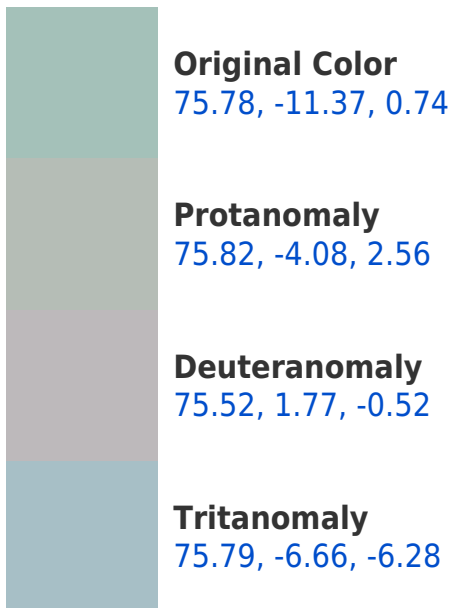 Original Color
75.78, -11.37, 0.74
Protanomaly
75.82, -4.08, 2.56
Deuteranomaly
75.52, 1.77, -0.52
Tritanomaly
75.79, -6.66, -6.28